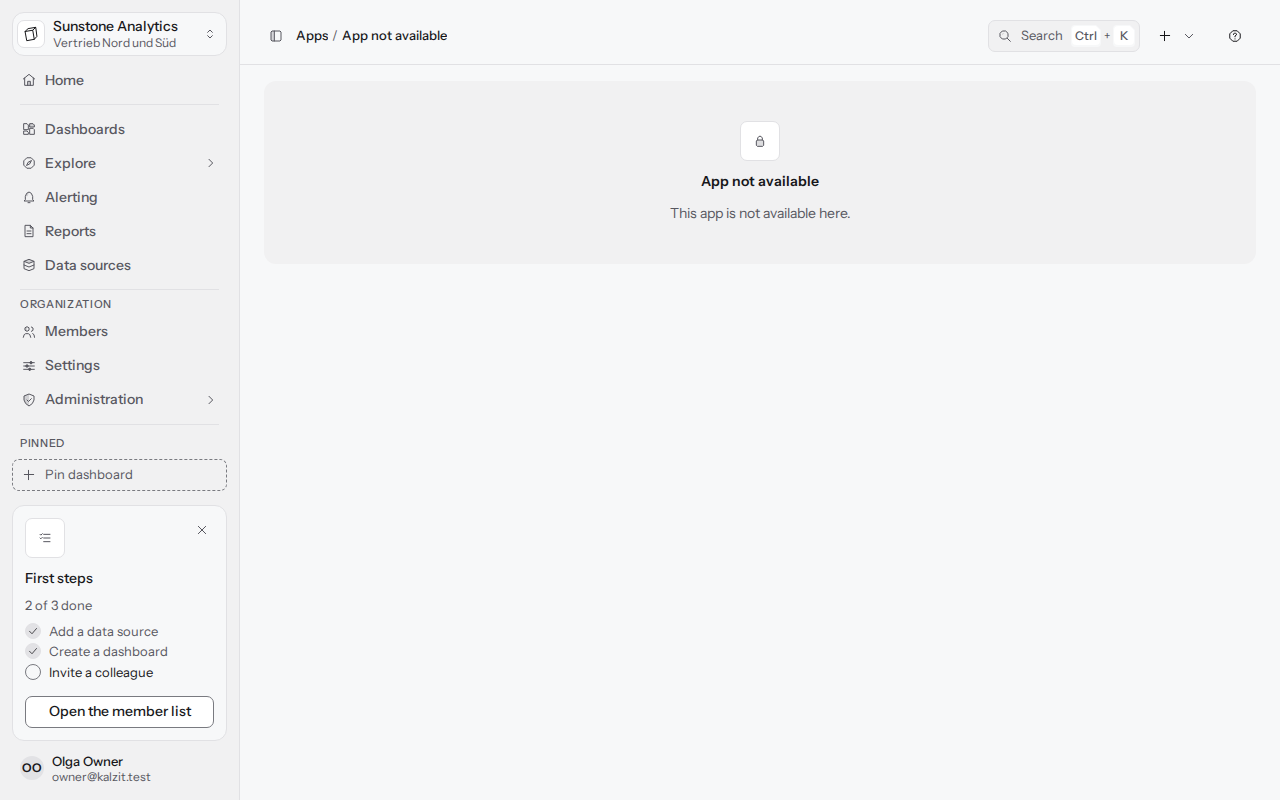 Sunstone Analytics
Vertrieb Nord und Süd
Home
Dashboards
Explore
Alerting
Reports
Data sources
ORGANIZATION
Members
Settings
Administration
PINNED
Pin dashboard
First steps
2 of 3 done
Add a data source
Create a dashboard
Invite a colleague
Open the member list
OO
Olga Owner
owner@kalzit.test
Apps / App not available
Search Ctrl + K
App not available
This app is not available here.